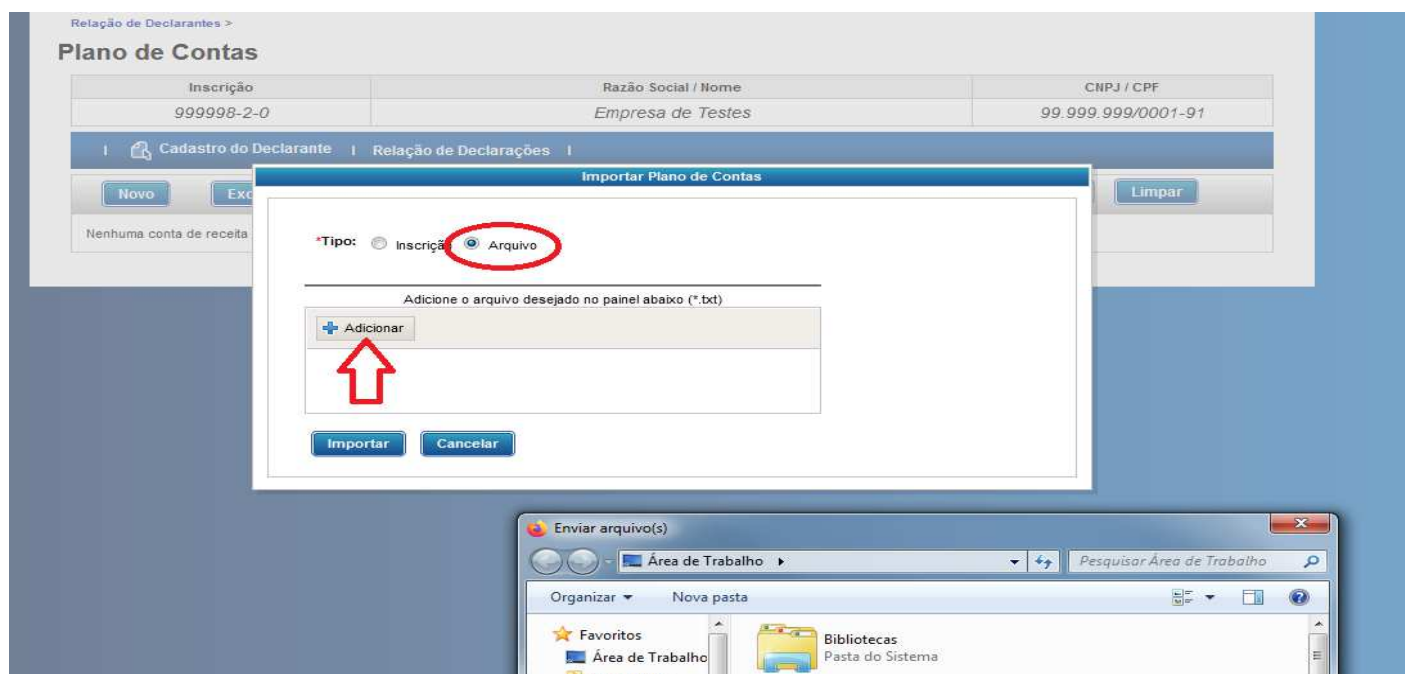 Relação de Declarantes >
Plano de Contas
Inscrição Razão Social / Nome CNPJ / CPF
999998-2-0 Empresa de Testes 99.999.999/0001-91
| Cadastro do Declarante | Relação de Declarações |
Importar Plano de Contas
Novo Exc Limpar
Nenhuma conta de receita
*Tipo: Inscrição Arquivo
Adicione o arquivo desejado no painel abaixo (*.txt)
Adicionar
Importar Cancelar
Enviar arquivo(s)
Área de Trabalho Pesquisar Área de Trabalho
Organizar Nova pasta
Favoritos Bibliotecas
Área de Trabalho Pasta do Sistema